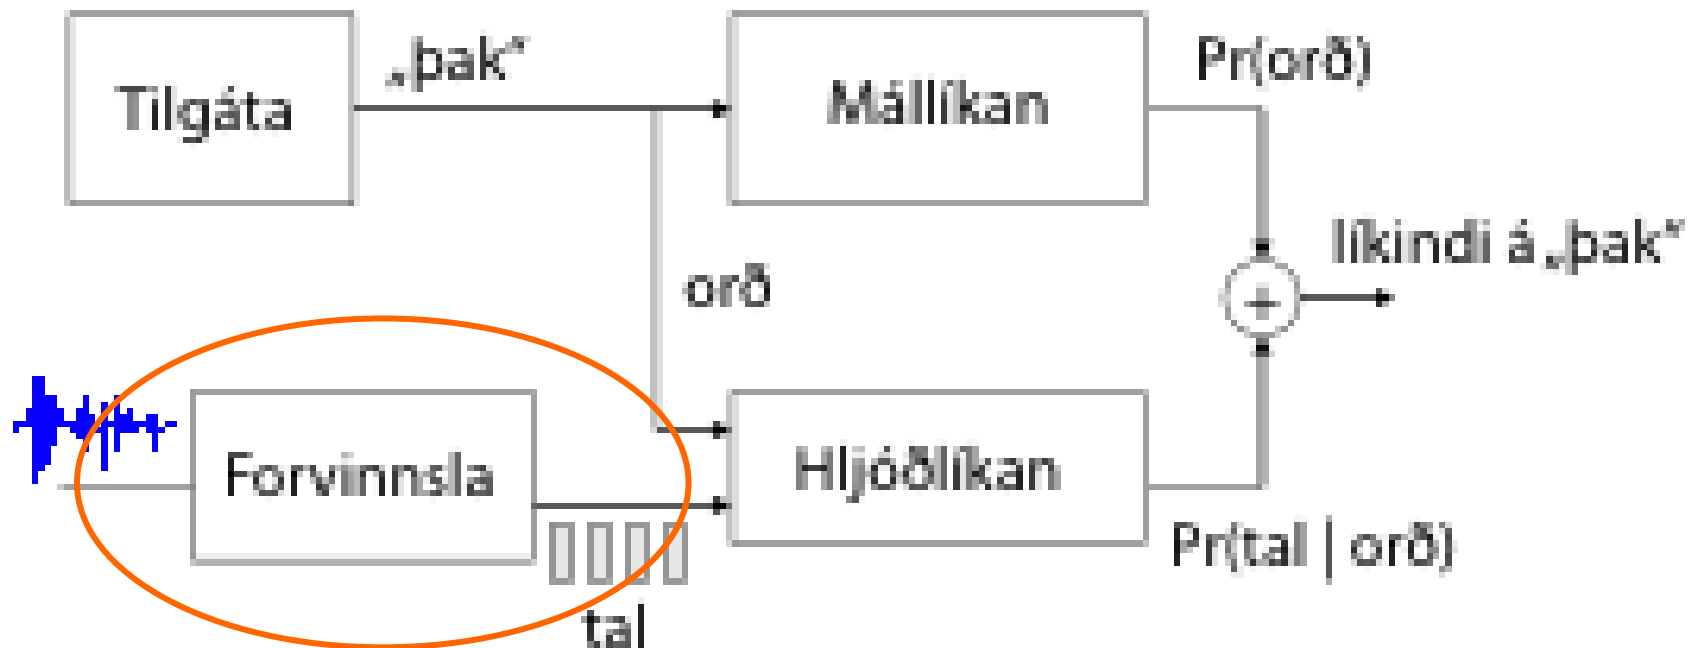 „þak“
Pr(orð)
Tilgáta
Mállíkan
líkindi á „þak“
orð
+
Forvinnsla
Hljóðlíkan
Pr(tal | orð)
tal